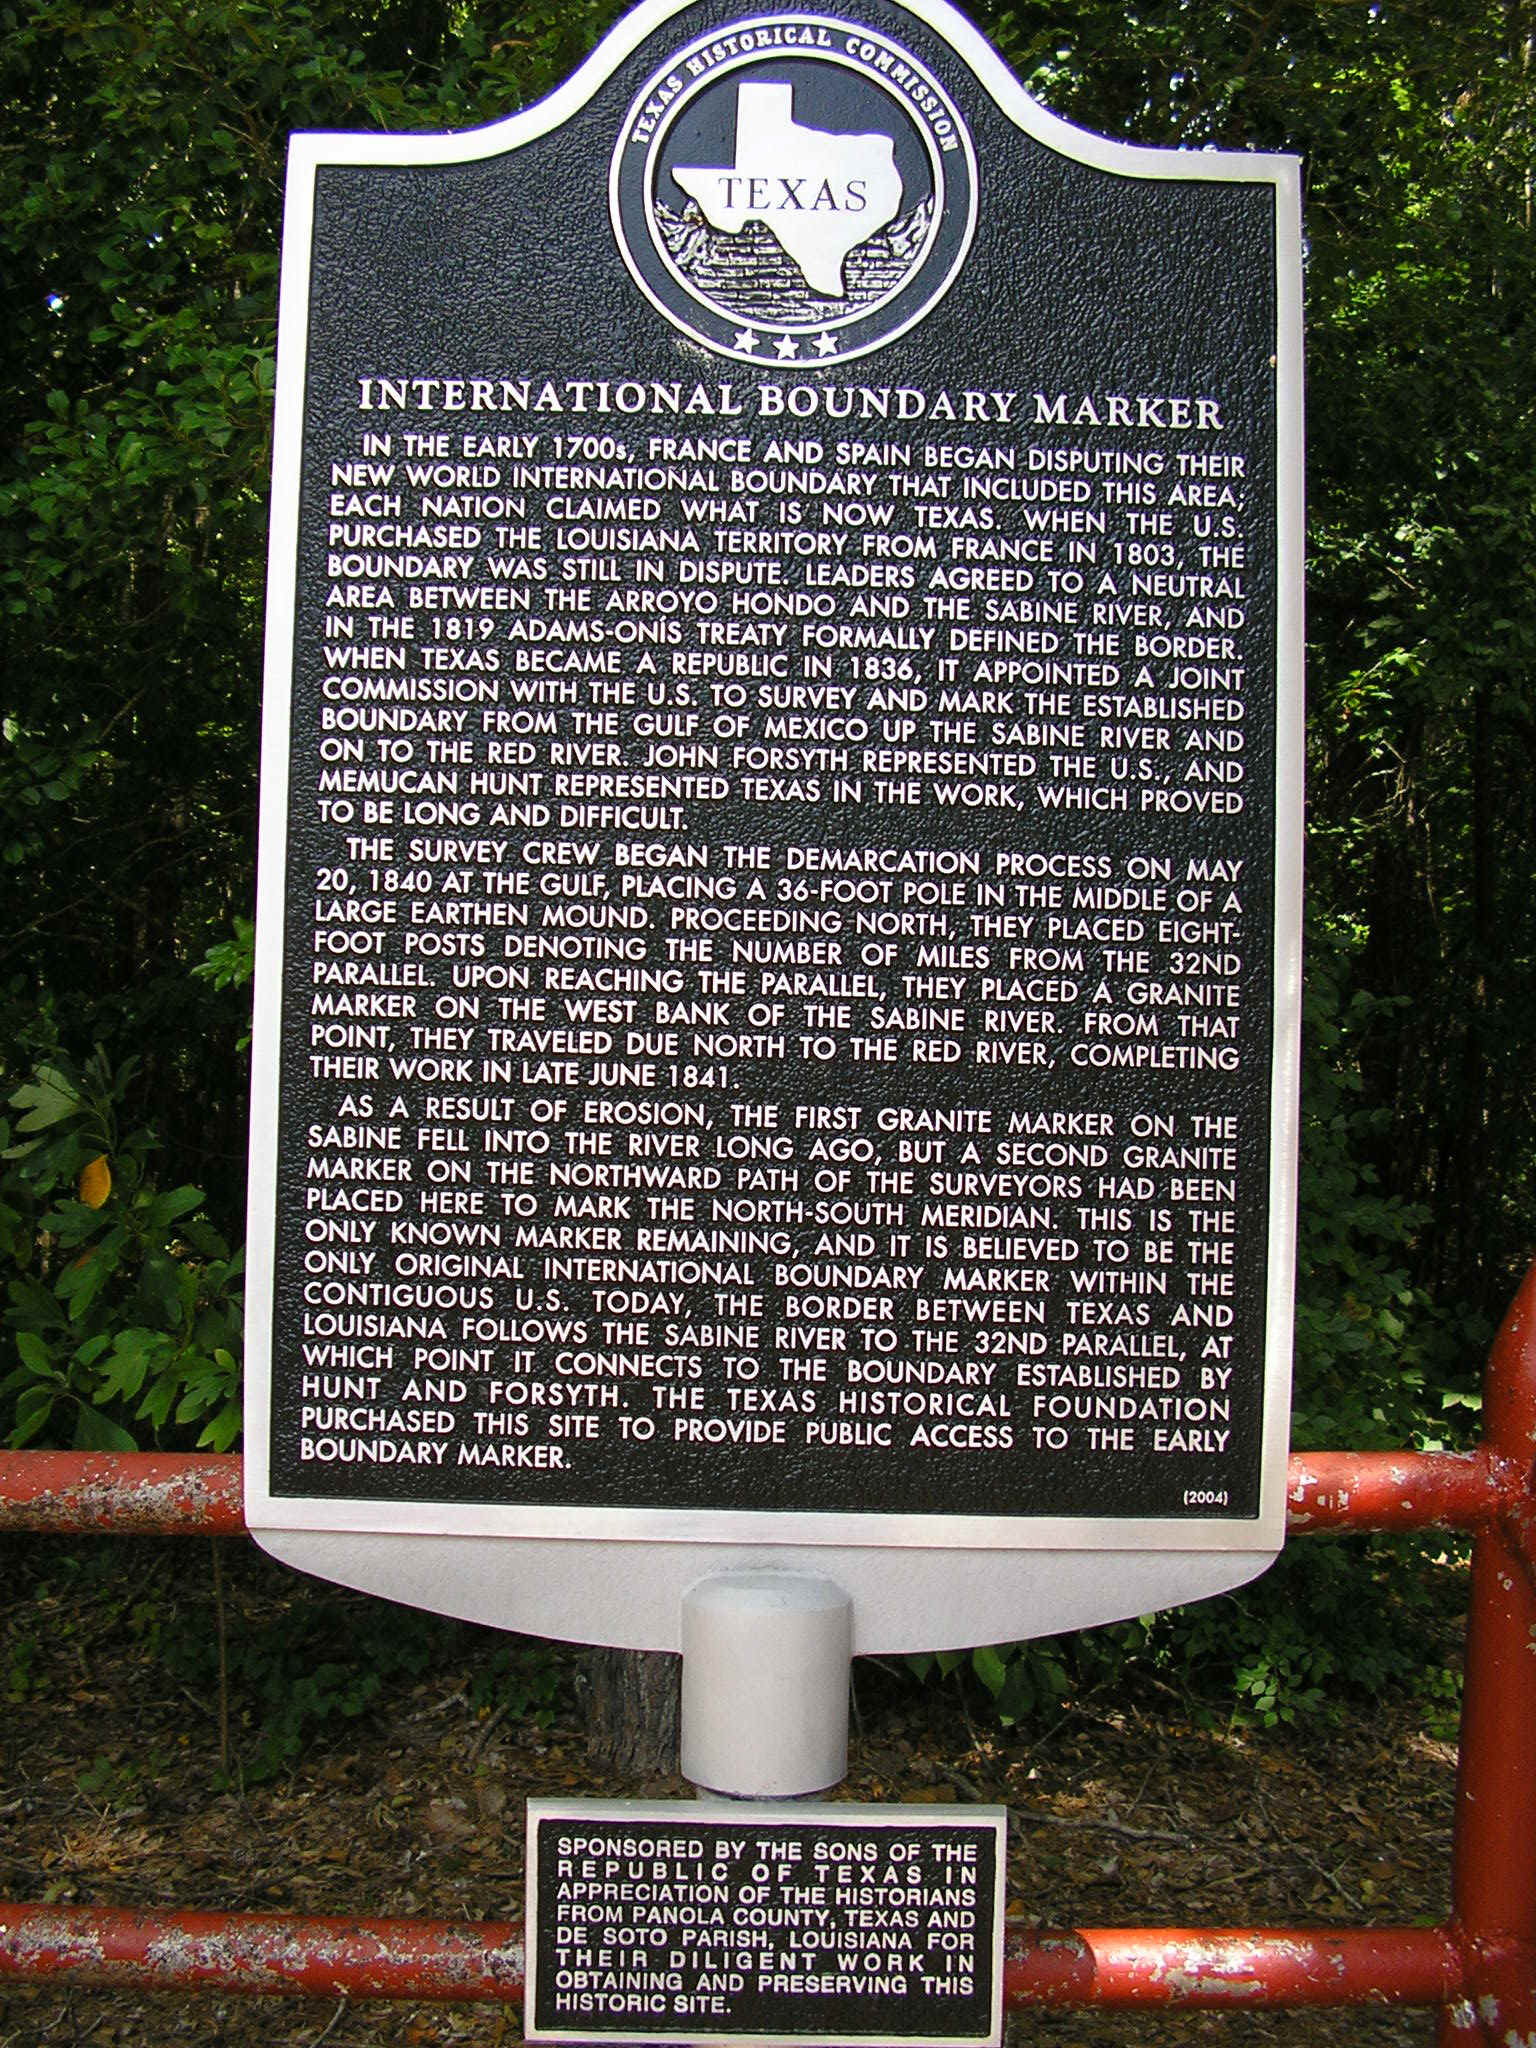 TEXAS HISTORICAL COMMISSION
TEXAS
INTERNATIONAL BOUNDARY MARKER
IN THE EARLY 1700s, FRANCE AND SPAIN BEGAN DISPUTING THEIR
NEW WORLD INTERNATIONAL BOUNDARY THAT INCLUDED THIS AREA;
EACH NATION CLAIMED WHAT IS NOW TEXAS. WHEN THE U.S.
PURCHASED THE LOUISIANA TERRITORY FROM FRANCE IN 1803, THE
BOUNDARY WAS STILL IN DISPUTE. LEADERS AGREED TO A NEUTRAL
AREA BETWEEN THE ARROYO HONDO AND THE SABINE RIVER, AND
IN THE 1819 ADAMS-ONÍS TREATY FORMALLY DEFINED THE BORDER.
WHEN TEXAS BECAME A REPUBLIC IN 1836, IT APPOINTED A JOINT
COMMISSION WITH THE U.S. TO SURVEY AND MARK THE ESTABLISHED
BOUNDARY FROM THE GULF OF MEXICO UP THE SABINE RIVER AND
ON TO THE RED RIVER. JOHN FORSYTH REPRESENTED THE U.S., AND
MEMUCAN HUNT REPRESENTED TEXAS IN THE WORK, WHICH PROVED
TO BE LONG AND DIFFICULT.
THE SURVEY CREW BEGAN THE DEMARCATION PROCESS ON MAY
20, 1840 AT THE GULF, PLACING A 36-FOOT POLE IN THE MIDDLE OF A
LARGE EARTHEN MOUND. PROCEEDING NORTH, THEY PLACED EIGHT-
FOOT POSTS DENOTING THE NUMBER OF MILES FROM THE 32ND
PARALLEL. UPON REACHING THE PARALLEL, THEY PLACED A GRANITE
MARKER ON THE WEST BANK OF THE SABINE RIVER. FROM THAT
POINT, THEY TRAVELED DUE NORTH TO THE RED RIVER, COMPLETING
THEIR WORK IN LATE JUNE 1841.
AS A RESULT OF EROSION, THE FIRST GRANITE MARKER ON THE
SABINE FELL INTO THE RIVER LONG AGO, BUT A SECOND GRANITE
MARKER ON THE NORTHWARD PATH OF THE SURVEYORS HAD BEEN
PLACED HERE TO MARK THE NORTH-SOUTH MERIDIAN. THIS IS THE
ONLY KNOWN MARKER REMAINING, AND IT IS BELIEVED TO BE THE
ONLY ORIGINAL INTERNATIONAL BOUNDARY MARKER WITHIN THE
CONTIGUOUS U.S. TODAY, THE BORDER BETWEEN TEXAS AND
LOUISIANA FOLLOWS THE SABINE RIVER TO THE 32ND PARALLEL, AT
WHICH POINT IT CONNECTS TO THE BOUNDARY ESTABLISHED BY
HUNT AND FORSYTH. THE TEXAS HISTORICAL FOUNDATION
PURCHASED THIS SITE TO PROVIDE PUBLIC ACCESS TO THE EARLY
BOUNDARY MARKER.
(2004)
SPONSORED BY THE SONS OF THE
REPUBLIC OF TEXAS IN
APPRECIATION OF THE HISTORIANS
FROM PANOLA COUNTY, TEXAS AND
DE SOTO PARISH, LOUISIANA FOR
THEIR DILIGENT WORK IN
OBTAINING AND PRESERVING THIS
HISTORIC SITE.